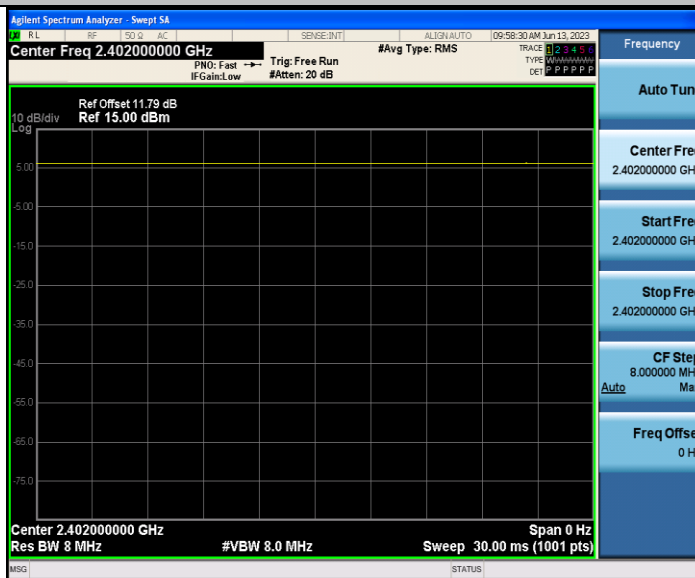 Agilent Spectrum Analyzer - Swept SA
LXI RL RF 50 Ω AC SENSE:INT ALIGN AUTO 09:58:30 AM Jun 13, 2023
Center Freq 2.402000000 GHz
PNO: Fast
IFGain:Low
Trig: Free Run
#Atten: 20 dB
#Avg Type: RMS
TRACE 1 2 3 4 5 6
TYPE
DET P P P P P P
Ref Offset 11.79 dB
10 dB/div Ref 15.00 dBm
Log
5.00
-5.00
-15.0
-25.0
-35.0
-45.0
-55.0
-65.0
-75.0
Center 2.402000000 GHz Span 0 Hz
Res BW 8 MHz #VBW 8.0 MHz Sweep 30.00 ms (1001 pts)
MSG STATUS
Frequency
Auto Tun
Center Fre
2.402000000 GH
Start Fre
2.402000000 GH
Stop Fre
2.402000000 GH
CF Ste
8.000000 MH
Auto Ma
Freq Offse
0 H